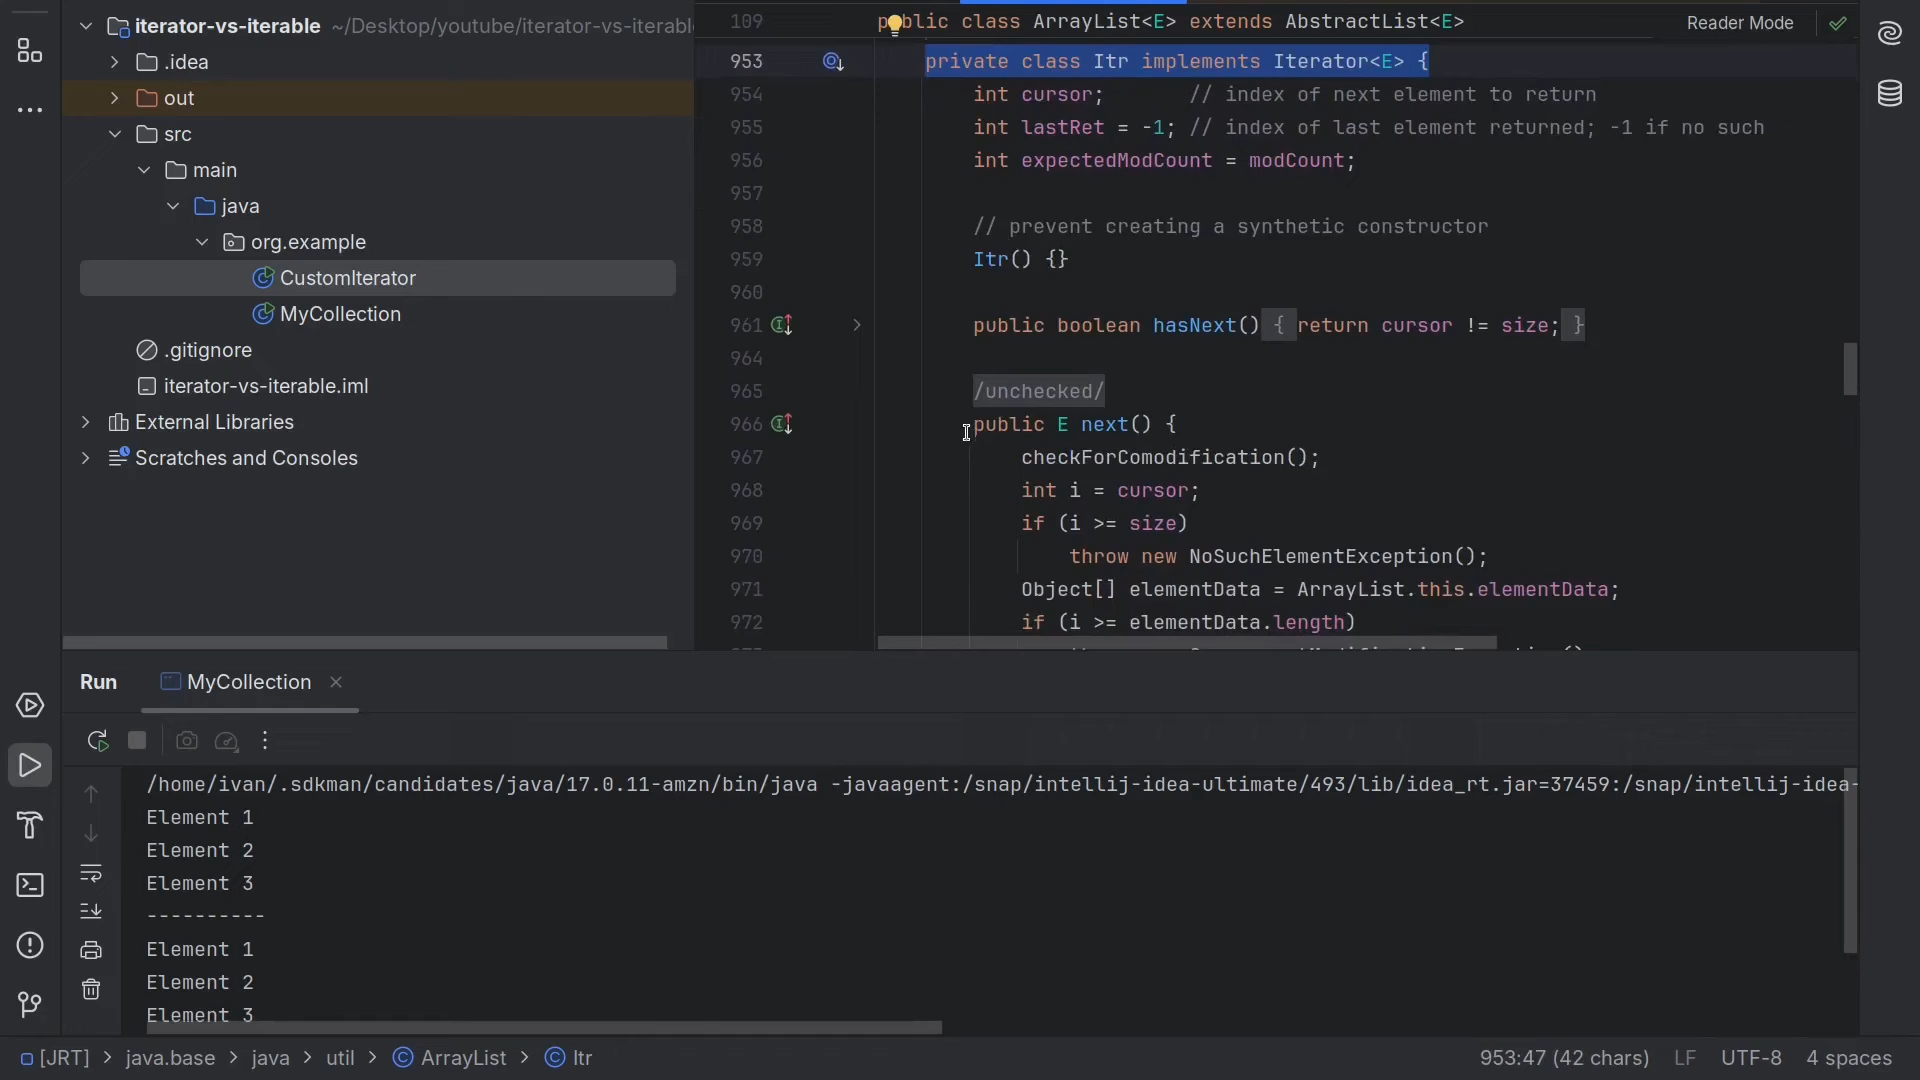 iterator-vs-iterable ~/Desktop/youtube/iterator-vs-iterabl
.idea
out
src
main
java
org.example
CustomIterator
MyCollection
.gitignore
iterator-vs-iterable.iml
External Libraries
Scratches and Consoles
109 public class ArrayList<E> extends AbstractList<E>
Reader Mode
953 private class Itr implements Iterator<E> {
954 int cursor; // index of next element to return
955 int lastRet = -1; // index of last element returned; -1 if no such
956 int expectedModCount = modCount;
957
958 // prevent creating a synthetic constructor
959 Itr() {}
960
961 public boolean hasNext() { return cursor != size; }
964
965 /unchecked/
966 public E next() {
967 checkForComodification();
968 int i = cursor;
969 if (i >= size)
970 throw new NoSuchElementException();
971 Object[] elementData = ArrayList.this.elementData;
972 if (i >= elementData.length)
Run MyCollection
/home/ivan/.sdkman/candidates/java/17.0.11-amzn/bin/java -javaagent:/snap/intellij-idea-ultimate/493/lib/idea_rt.jar=37459:/snap/intellij-idea-
Element 1
Element 2
Element 3
----------
Element 1
Element 2
Element 3
[JRT] > java.base > java > util > ArrayList > Itr
953:47 (42 chars) LF UTF-8 4 spaces